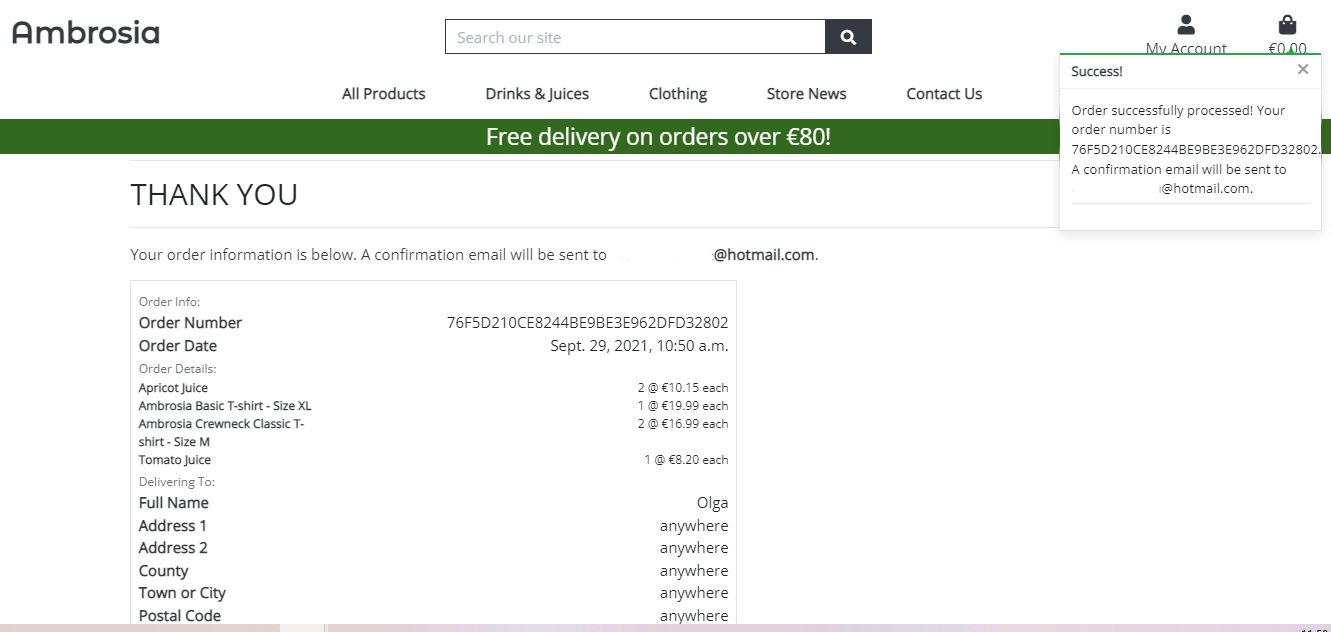 Ambrosia
Search our site
My Account
€0.00
All Products Drinks & Juices Clothing Store News Contact Us
Free delivery on orders over €80!
Success! ×
Order successfully processed! Your
order number is
76F5D210CE8244BE9BE3E962DFD32802.
A confirmation email will be sent to
@hotmail.com.
THANK YOU
Your order information is below. A confirmation email will be sent to @hotmail.com.
Order Info:
Order Number 76F5D210CE8244BE9BE3E962DFD32802
Order Date Sept. 29, 2021, 10:50 a.m.
Order Details:
Apricot Juice 2 @ €10.15 each
Ambrosia Basic T-shirt - Size XL 1 @ €19.99 each
Ambrosia Crewneck Classic T- 2 @ €16.99 each
shirt - Size M
Tomato Juice 1 @ €8.20 each
Delivering To:
Full Name Olga
Address 1 anywhere
Address 2 anywhere
County anywhere
Town or City anywhere
Postal Code anywhere